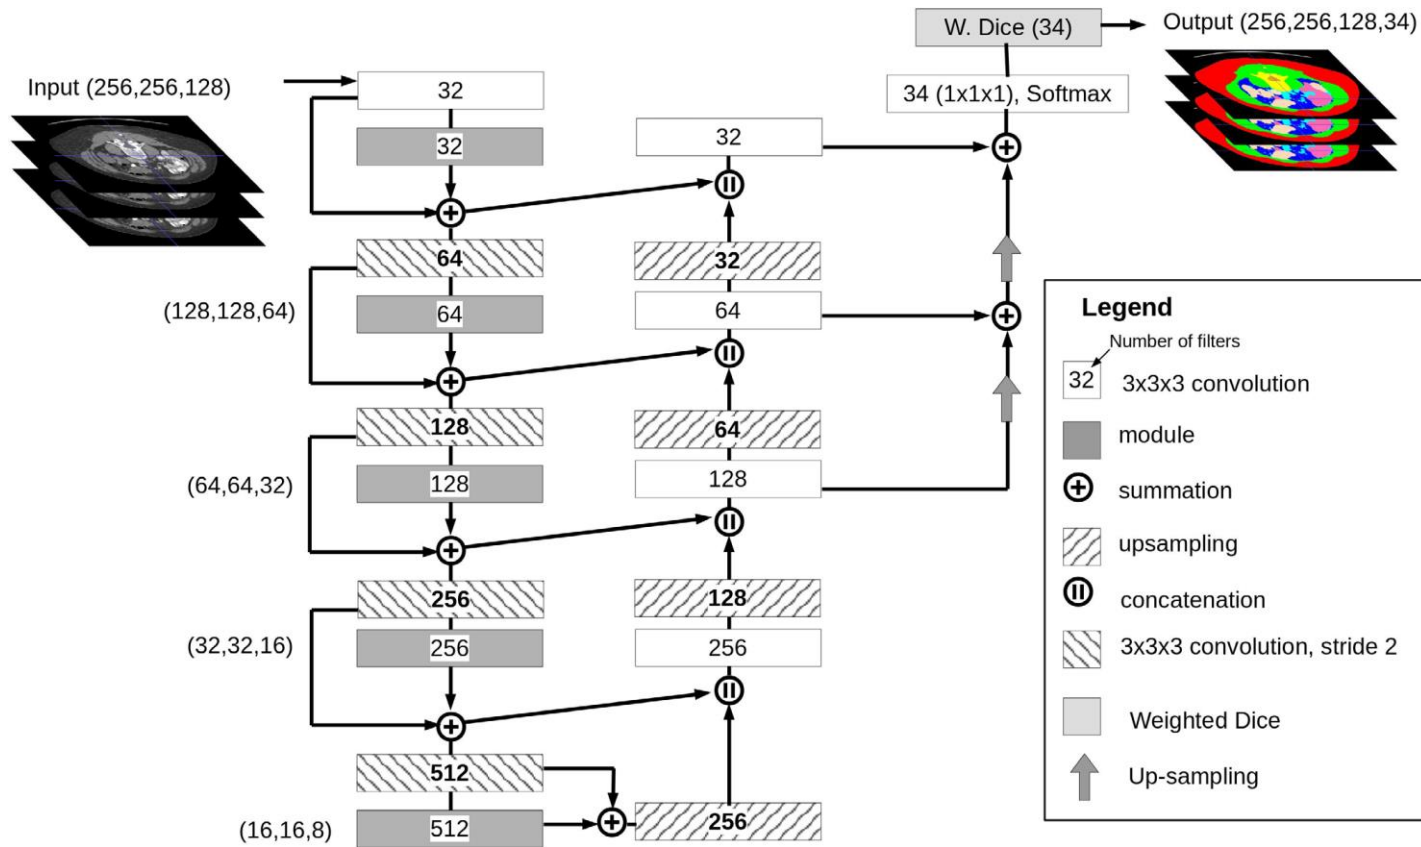 W. Dice (34)
Output (256,256,128,34)
Input (256,256,128)
32
34 (1x1x1), Softmax
32
32
64
32
(128,128,64)
64
64
128
64
(64,64,32)
128
128
256
128
(32,32,16)
256
256
512
(16,16,8)
512
256
Legend
Number of filters
32
3x3x3 convolution
module
summation
upsampling
concatenation
3x3x3 convolution, stride 2
Weighted Dice
Up-sampling